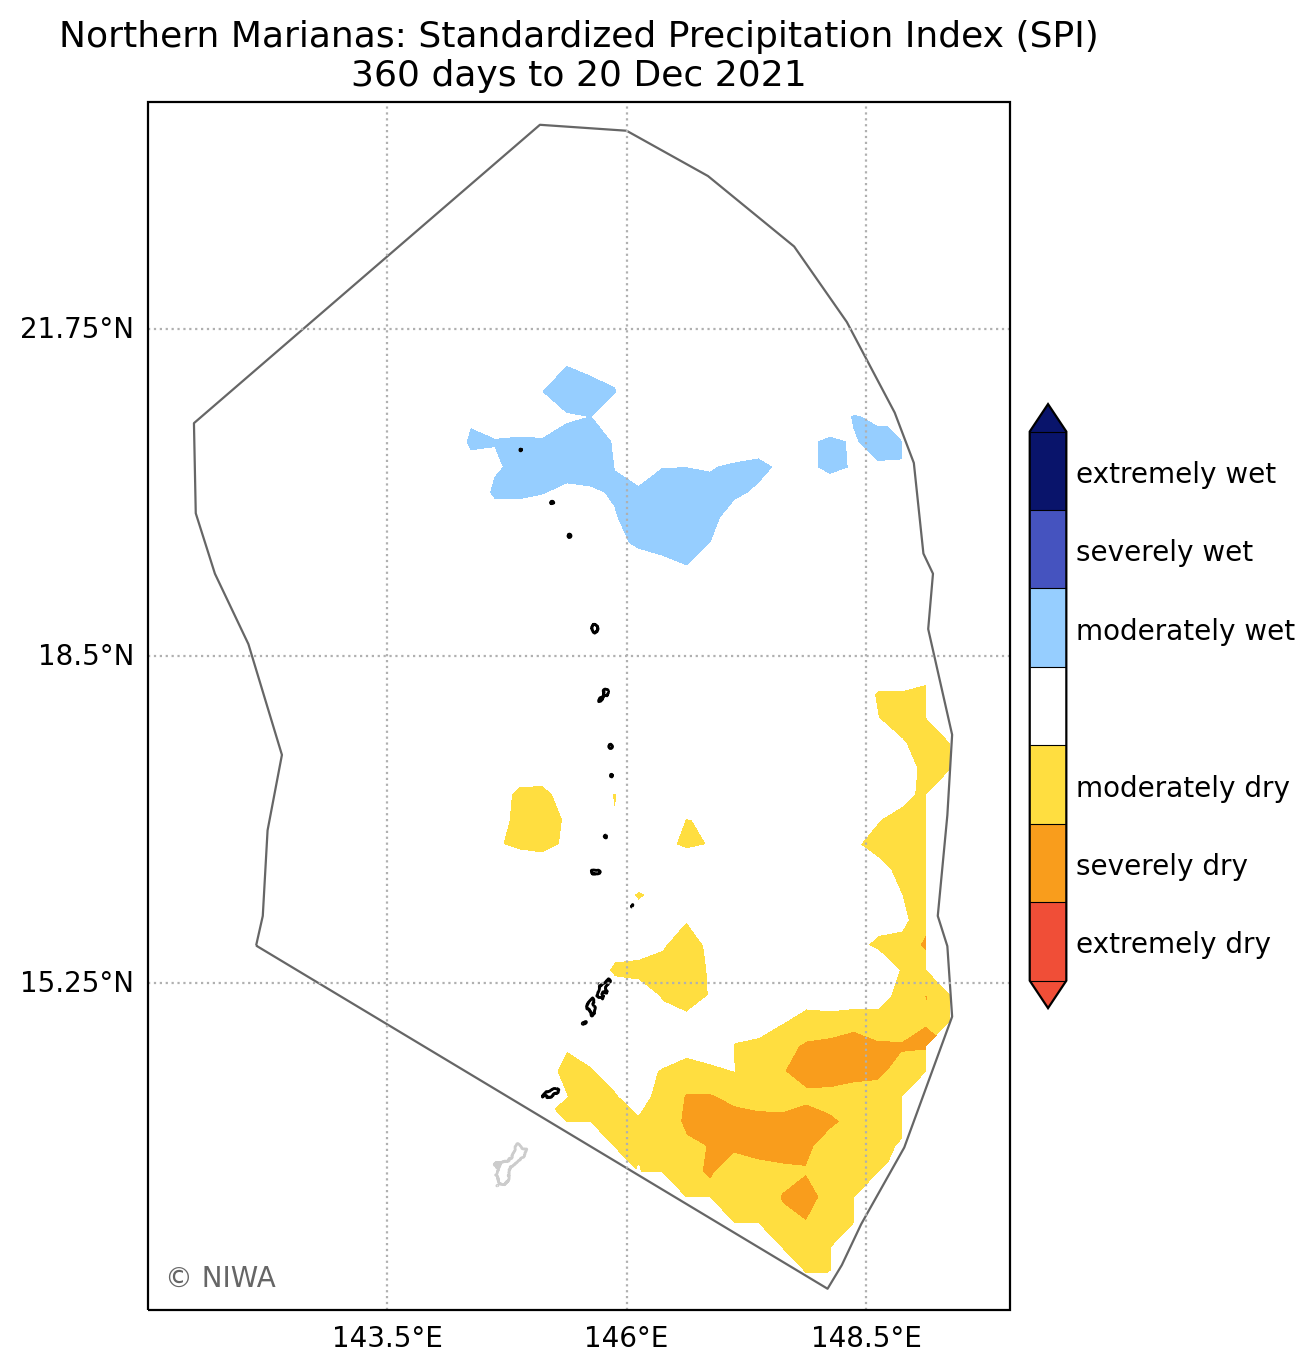 Northern Marianas: Standardized Precipitation Index (SPI)
360 days to 20 Dec 2021
21.75°N
18.5°N
15.25°N
143.5°E
146°E
148.5°E
extremely wet
severely wet
moderately wet
moderately dry
severely dry
extremely dry
© NIWA